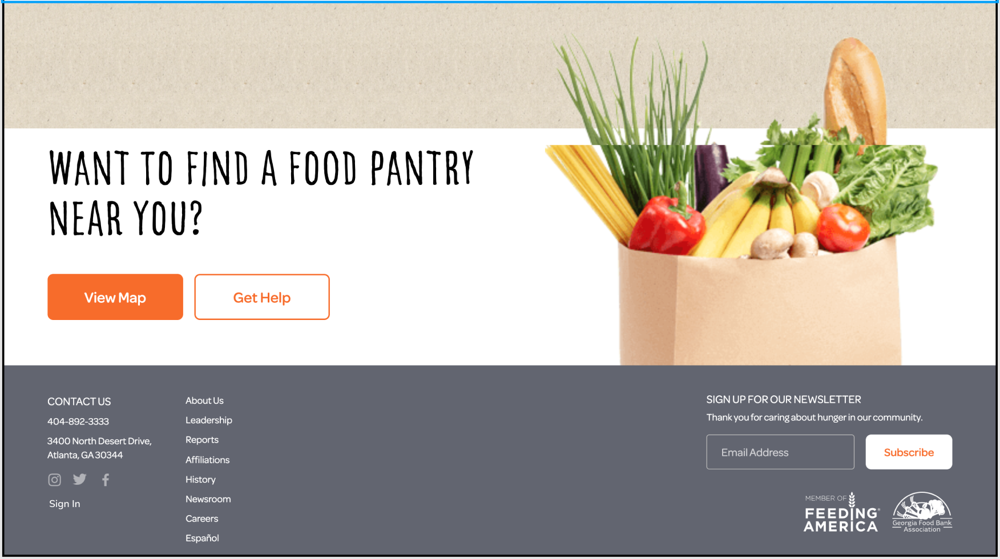 WANT TO FIND A FOOD PANTRY
NEAR YOU?
View Map
Get Help
CONTACT US
404-892-3333
3400 North Desert Drive,
Atlanta, GA 30344
Sign In
About Us
Leadership
Reports
Affiliations
History
Newsroom
Careers
Español
SIGN UP FOR OUR NEWSLETTER
Thank you for caring about hunger in our community.
Email Address
Subscribe
MEMBER OF
FEEDING®
AMERICA
Georgia Food Bank
Association